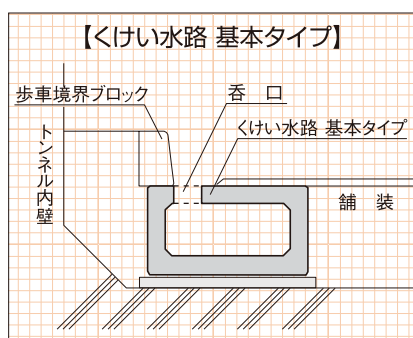 【くけい水路 基本タイプ】
歩車境界ブロック
呑 口
くけい水路 基本タイプ
トンネル内壁
舗 装